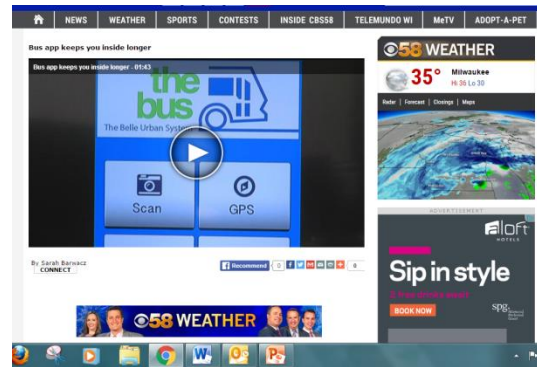 NEWS WEATHER SPORTS CONTESTS INSIDE CBS58 TELEMUNDO WI MeTV ADOPT-A-PET
Bus app keeps you inside longer
Bus app keeps you inside longer - 01:43
the
bus
The Belle Urban System
Scan
GPS
By Sarah Barwacz
CONNECT
Recommend 0
0
58 WEATHER
58 WEATHER
35° Milwaukee
Hi 36 Lo 30
Radar | Forecast | Closings | Maps
ADVERTISEMENT
aloft
HOTELS
Sip in style
BOOK NOW
spg